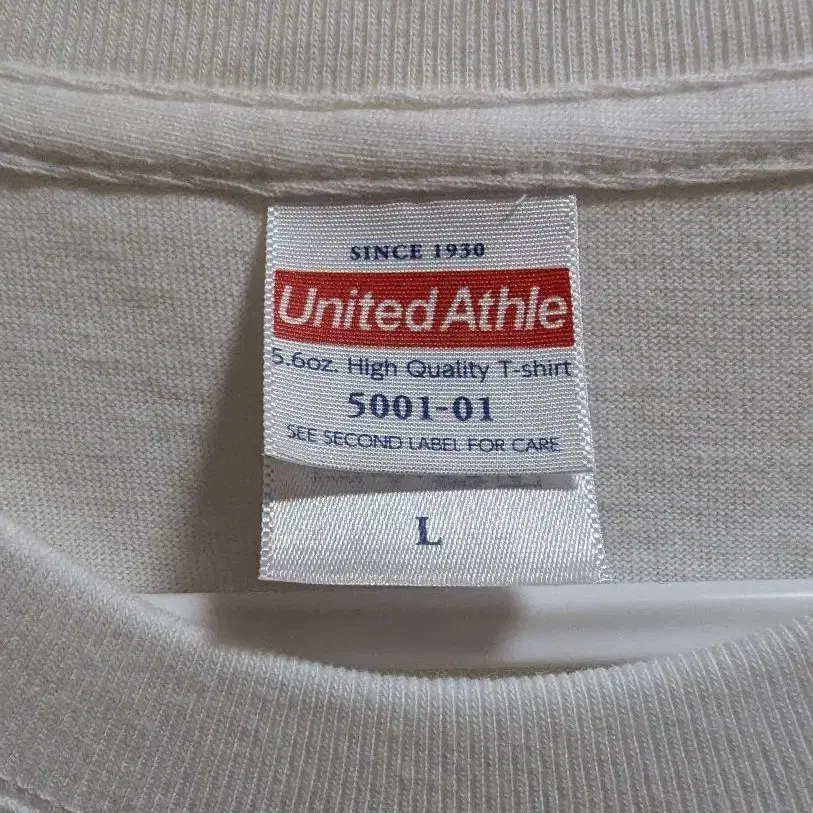 SINCE 1930
United Athle
5.6oz. High Quality T-shirt
5001-01
SEE SECOND LABEL FOR CARE
L